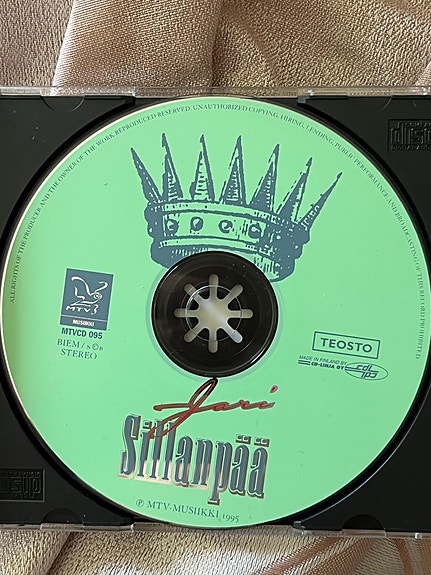 ALL RIGHTS OF THE PRODUCER AND THE OWNER OF THE WORK REPRODUCED RESERVED. UNAUTHORIZED COPYING, HIRING, LENDING, PUBLIC PERFORMANCE AND BROADCASTING OF THIS RECORD PROHIBITED
MTV3
MUSIIKKI
MTVCD 095
BIEM / n©b
STEREO
TEOSTO
MADE IN FINLAND BY
CD-LINJA OY
Jari
Sillanpää
℗ MTV-MUSIIKKI 1995